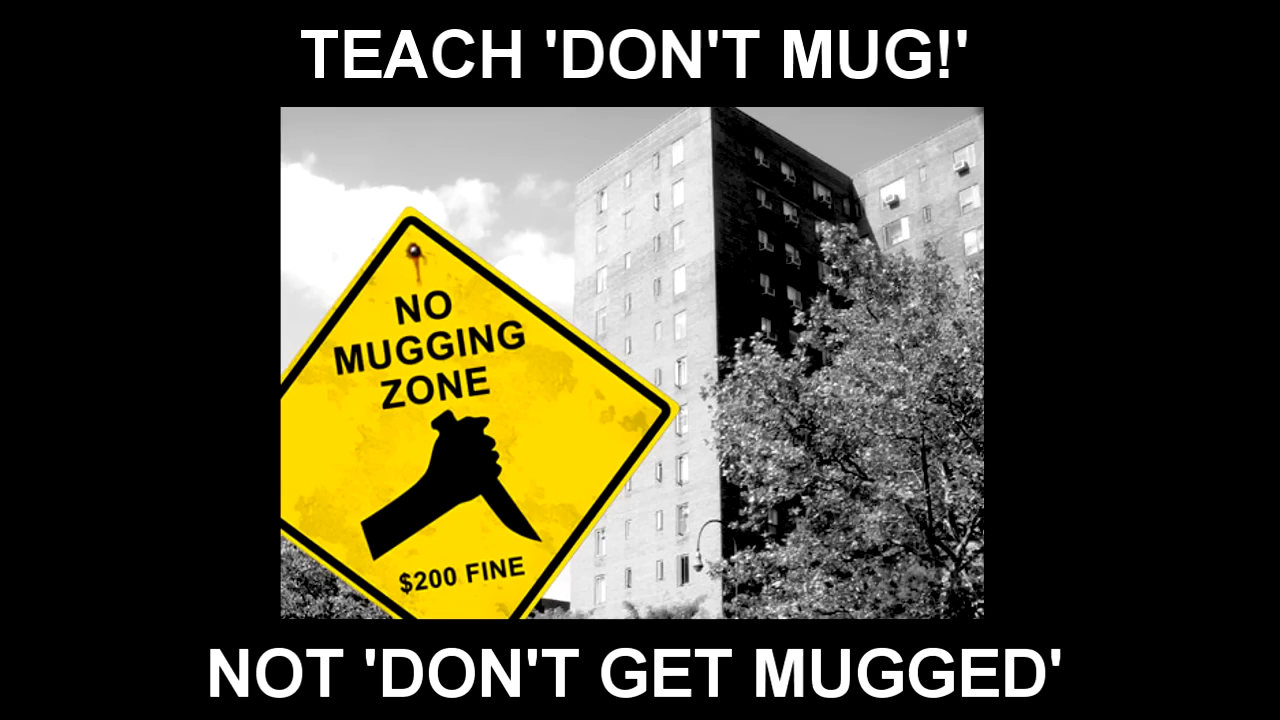 TEACH 'DON'T MUG!'
NO
MUGGING
ZONE
$200 FINE
NOT 'DON'T GET MUGGED'